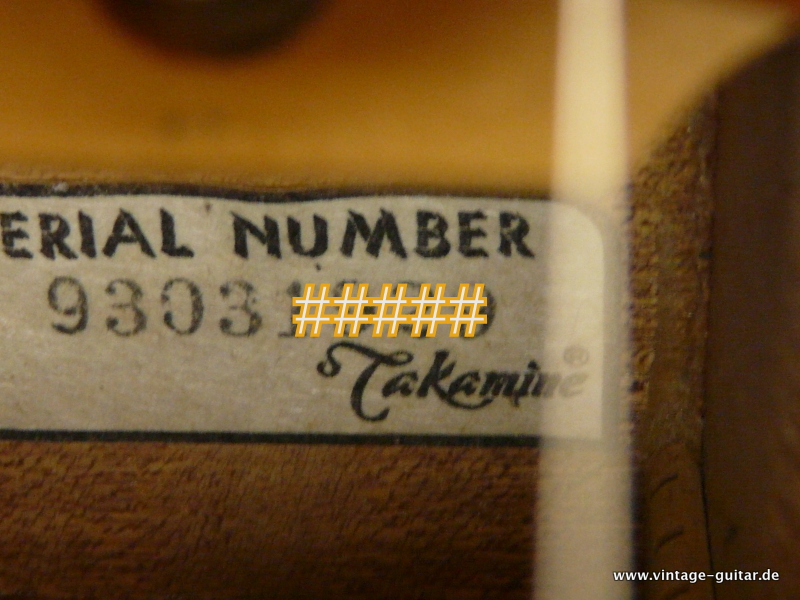 ERIAL NUMBER
9303#####
Takamine®
www.vintage-guitar.de